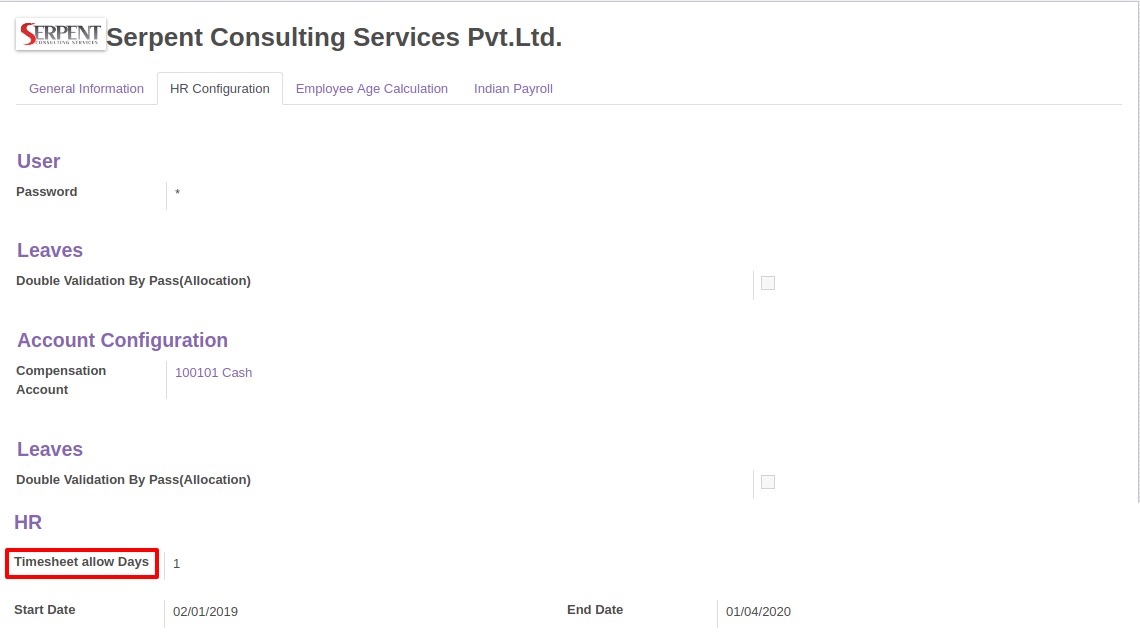 SERPENT
CONSULTING SERVICES
Serpent Consulting Services Pvt.Ltd.
General Information HR Configuration Employee Age Calculation Indian Payroll
User
Password *
Leaves
Double Validation By Pass(Allocation)
Account Configuration
Compensation Account 100101 Cash
Leaves
Double Validation By Pass(Allocation)
HR
Timesheet allow Days 1
Start Date 02/01/2019 End Date 01/04/2020